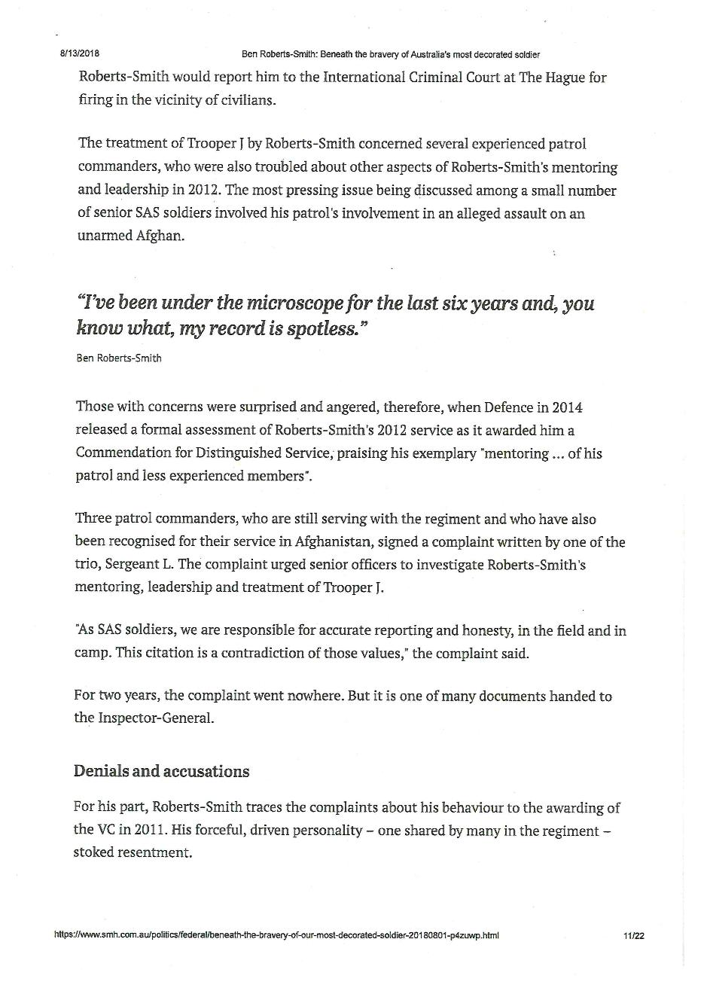 8/13/2018 Ben Roberts-Smith: Beneath the bravery of Australia's most decorated soldier
Roberts-Smith would report him to the International Criminal Court at The Hague for
firing in the vicinity of civilians.
The treatment of Trooper J by Roberts-Smith concerned several experienced patrol
commanders, who were also troubled about other aspects of Roberts-Smith's mentoring
and leadership in 2012. The most pressing issue being discussed among a small number
of senior SAS soldiers involved his patrol's involvement in an alleged assault on an
unarmed Afghan.
“I've been under the microscope for the last six years and, you
know what, my record is spotless.”
Ben Roberts-Smith
Those with concerns were surprised and angered, therefore, when Defence in 2014
released a formal assessment of Roberts-Smith's 2012 service as it awarded him a
Commendation for Distinguished Service, praising his exemplary "mentoring ... of his
patrol and less experienced members".
Three patrol commanders, who are still serving with the regiment and who have also
been recognised for their service in Afghanistan, signed a complaint written by one of the
trio, Sergeant L. The complaint urged senior officers to investigate Roberts-Smith's
mentoring, leadership and treatment of Trooper J.
"As SAS soldiers, we are responsible for accurate reporting and honesty, in the field and in
camp. This citation is a contradiction of those values," the complaint said.
For two years, the complaint went nowhere. But it is one of many documents handed to
the Inspector-General.
Denials and accusations
For his part, Roberts-Smith traces the complaints about his behaviour to the awarding of
the VC in 2011. His forceful, driven personality – one shared by many in the regiment –
stoked resentment.
https://www.smh.com.au/politics/federal/beneath-the-bravery-of-our-most-decorated-soldier-20180801-p4zuwp.html 11/22